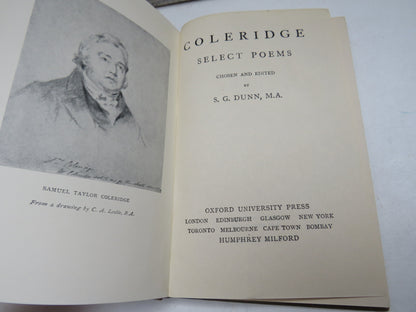 SAMUEL TAYLOR COLERIDGE
From a drawing by C. A. Leslie, R.A.
COLERIDGE
SELECT POEMS
CHOSEN AND EDITED
BY
S. G. DUNN, M.A.
OXFORD UNIVERSITY PRESS
LONDON EDINBURGH GLASGOW NEW YORK
TORONTO MELBOURNE CAPE TOWN BOMBAY
HUMPHREY MILFORD